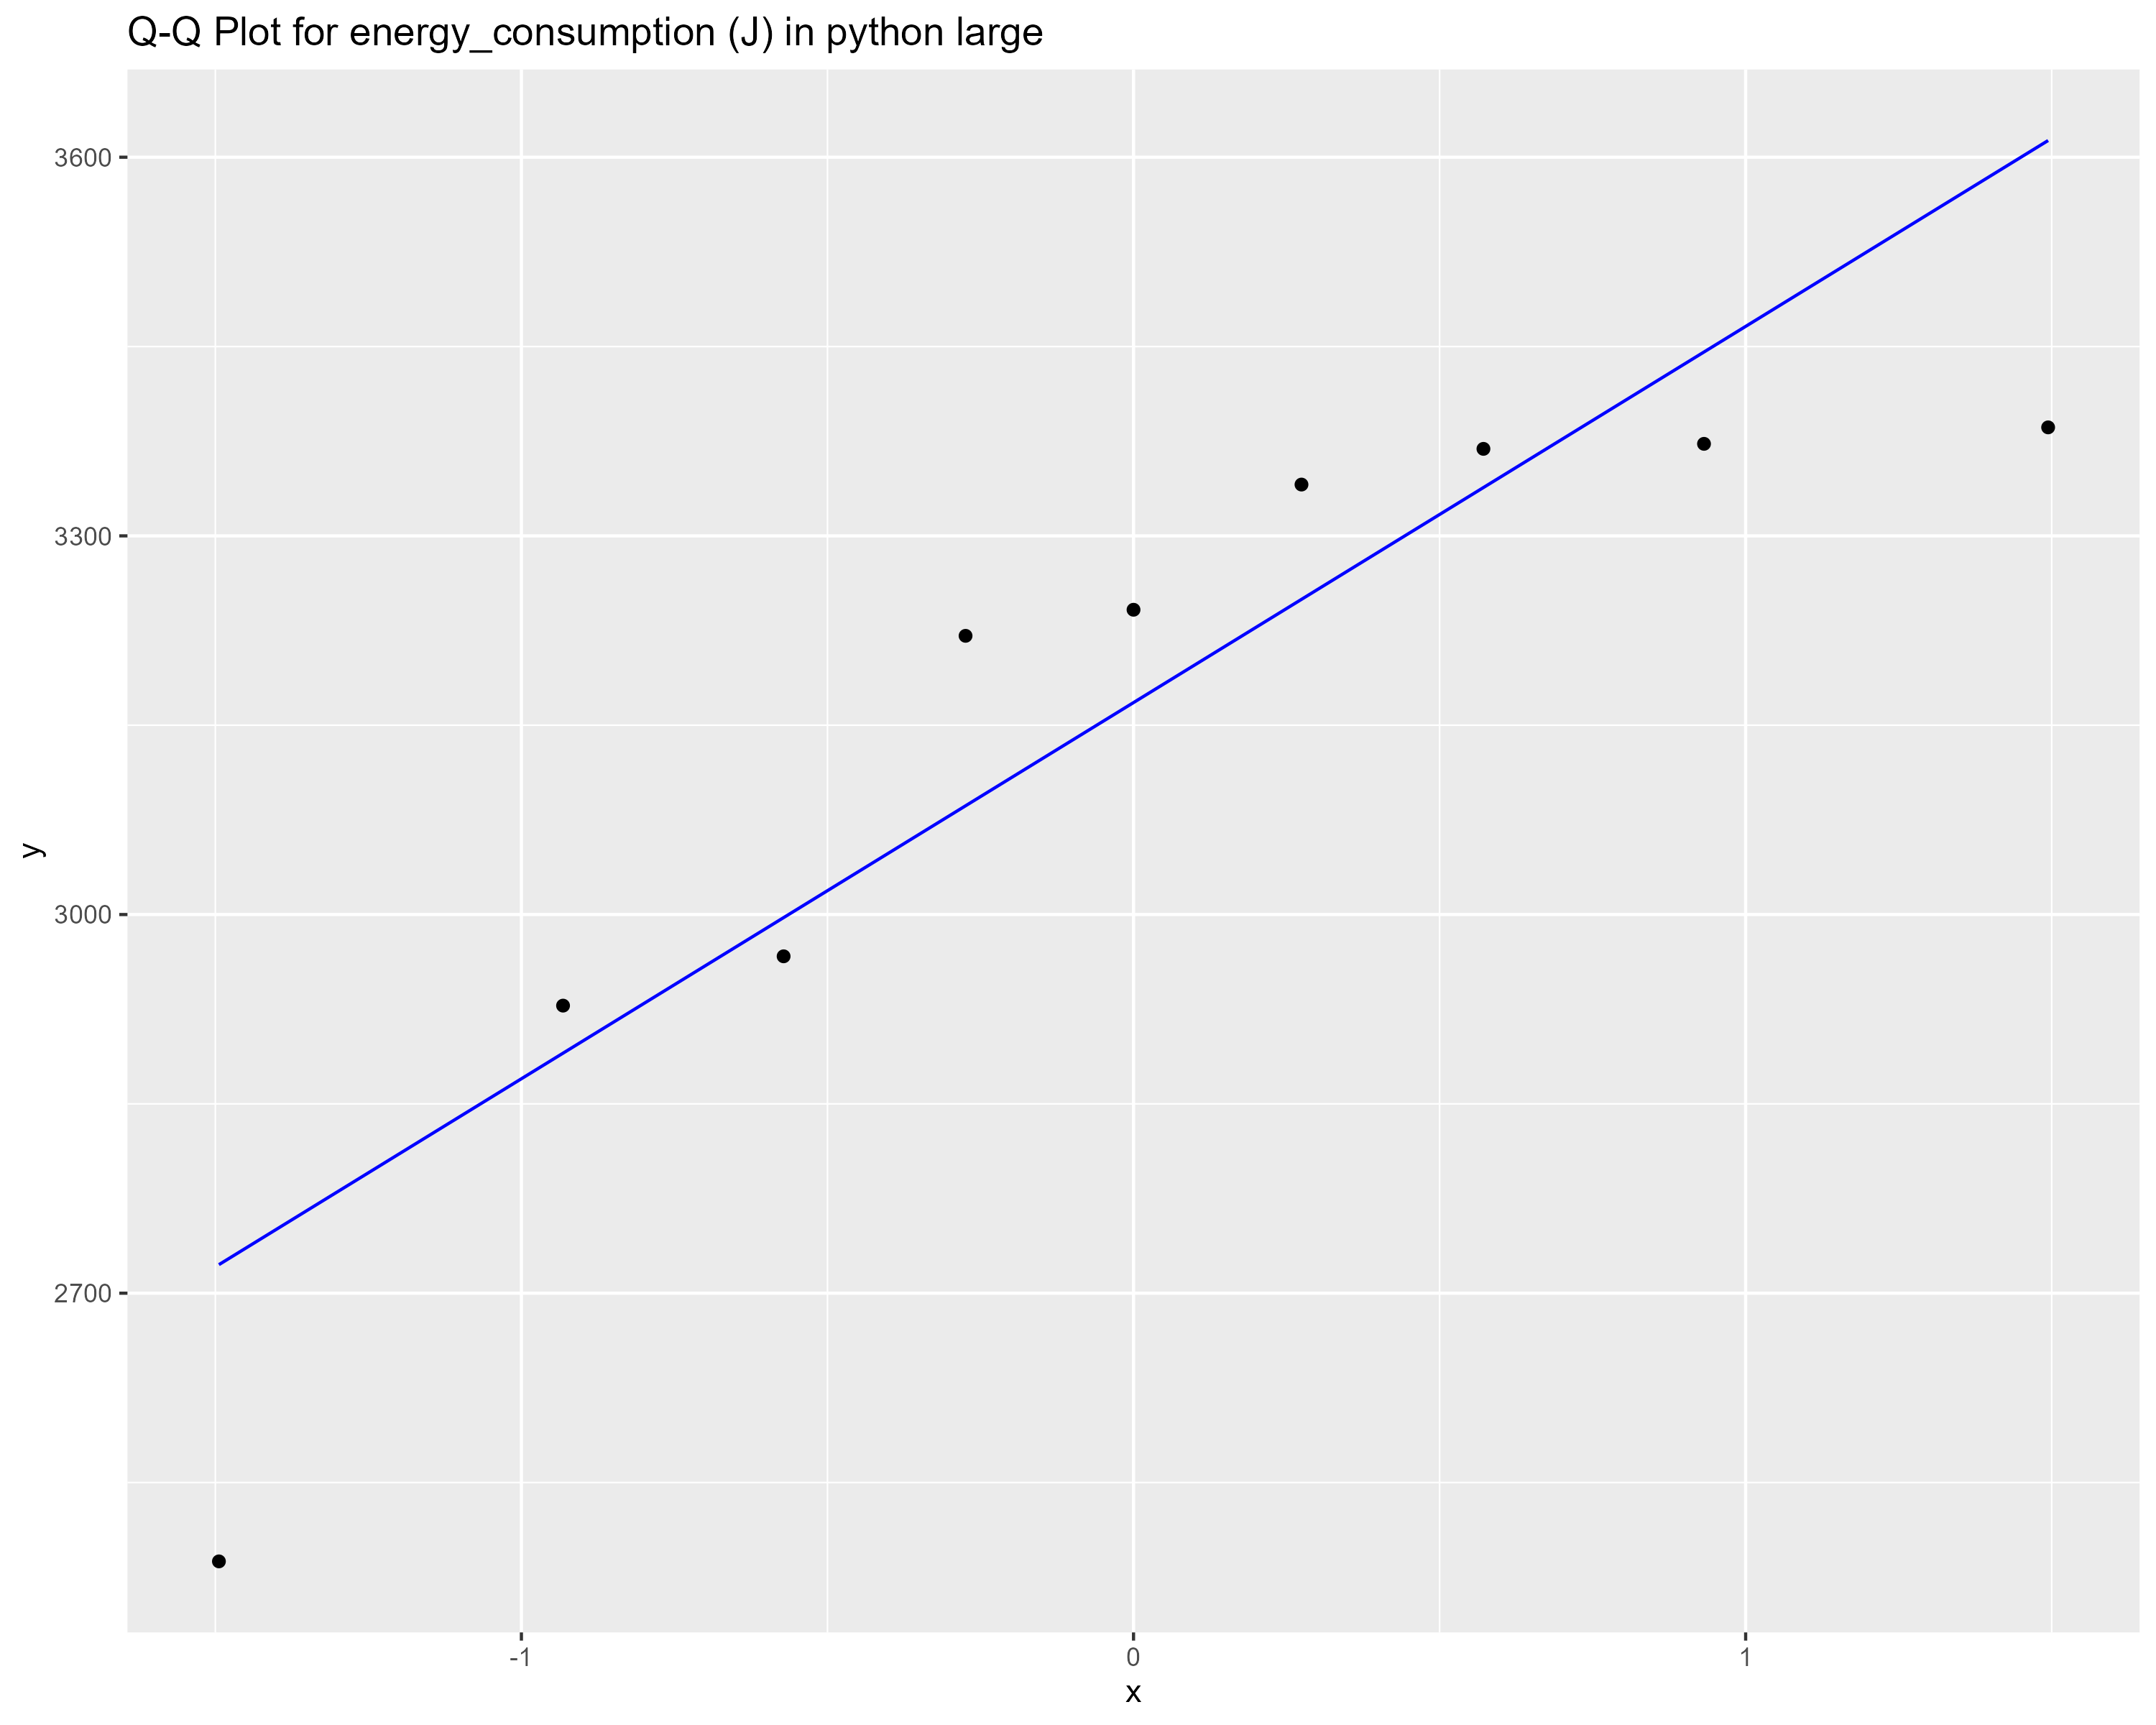 Q-Q Plot for energy_consumption (J) in python large
3600
3300
3000
2700
y
-1
0
1
x